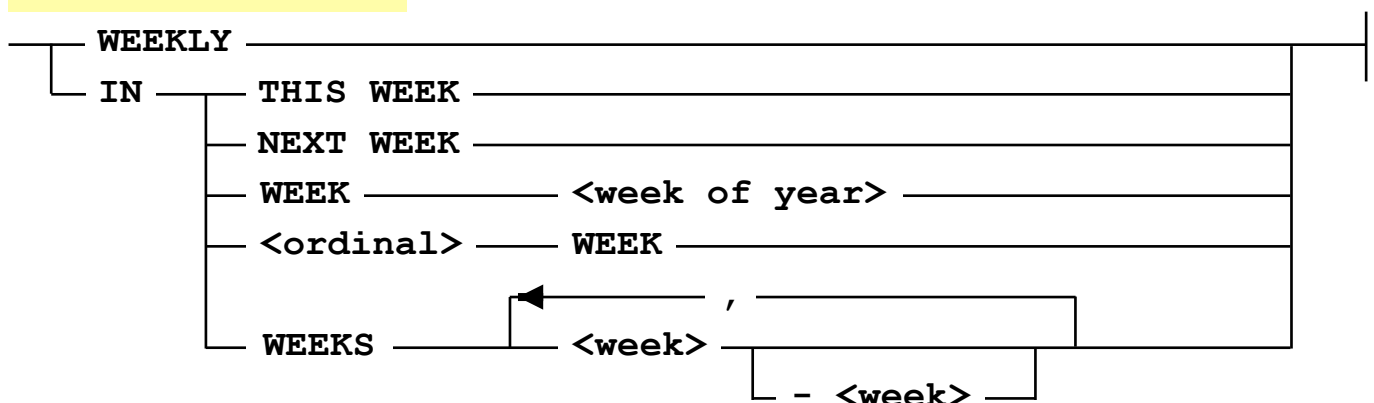 WEEKLY
IN THIS WEEK
NEXT WEEK
WEEK <week of year>
<ordinal> WEEK
,
WEEKS <week>
- <week>